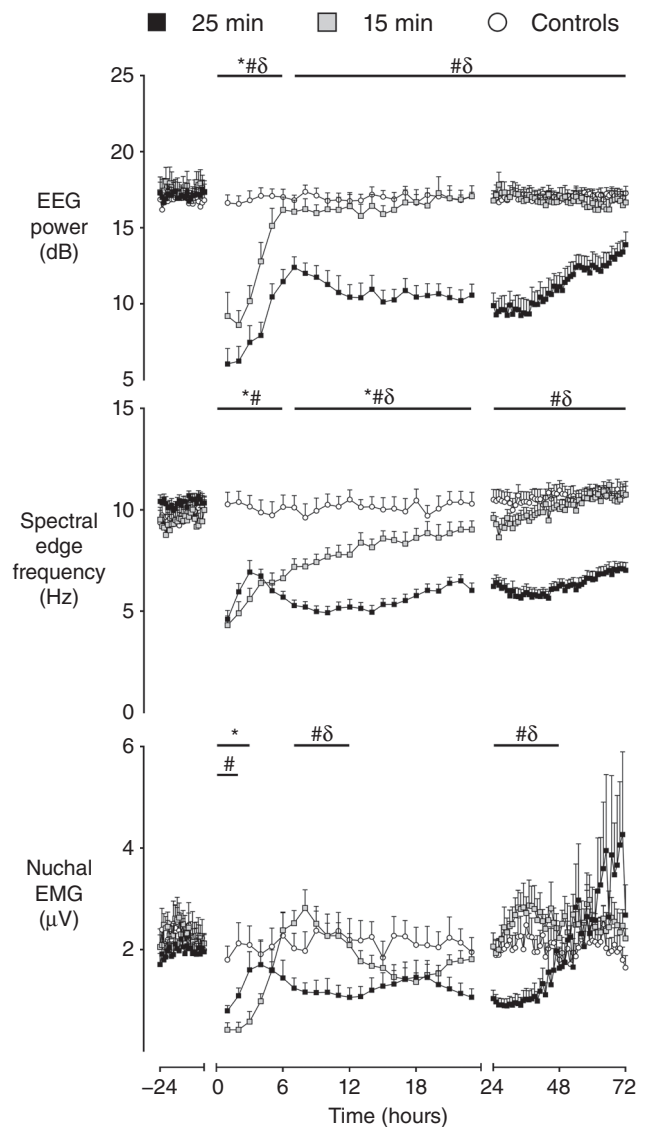 25 min 15 min Controls
*#δ #δ
25
20
15
10
5
EEG
power
(dB)
*# *#δ #δ
15
10
5
0
Spectral
edge
frequency
(Hz)
* #δ #δ
#
6
4
2
Nuchal
EMG
(μV)
−24 0 6 12 18 24 48 72
Time (hours)